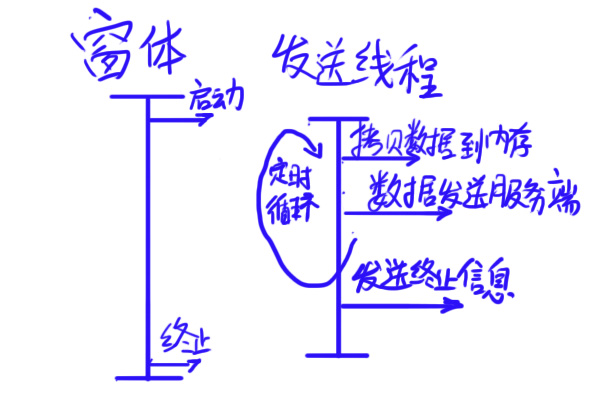 窗体
发送线程
启动
拷贝数据到内存
定时
循环
数据发送服务端
发送终止信息
终止